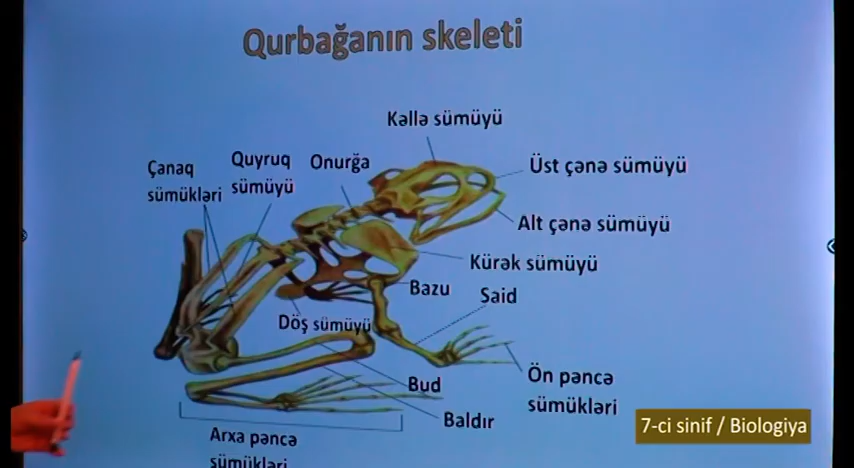 Qurbağanın skeleti
Kəllə sümüyü
Çanaq
sümükləri
Quyruq
sümüyü
Onurğa
Üst çənə sümüyü
Alt çənə sümüyü
Kürək sümüyü
Bazu
Said
Döş sümüyü
Ön pəncə
sümükləri
Bud
Baldır
Arxa pəncə
sümükləri
7-ci sinif / Biologiya